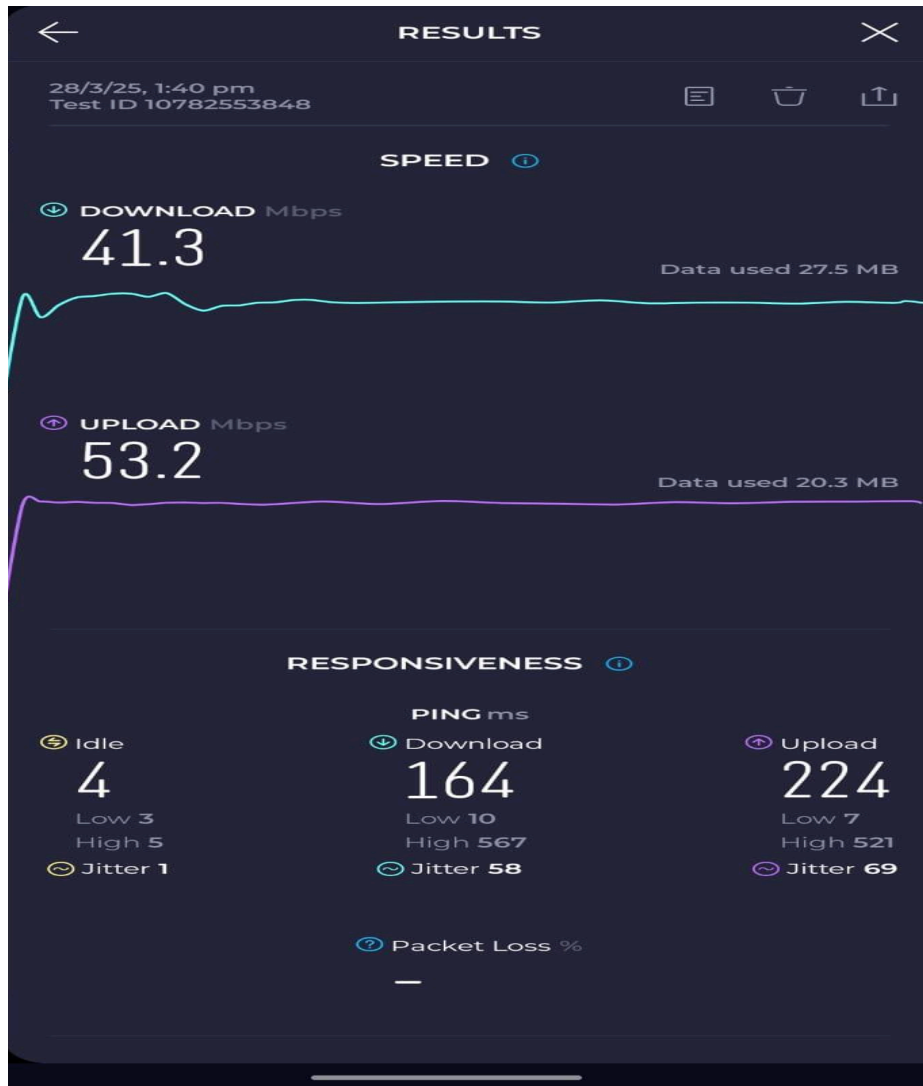 RESULTS
28/3/25, 1:40 pm
Test ID 10782553848
SPEED
DOWNLOAD Mbps
41.3
Data used 27.5 MB
UPLOAD Mbps
53.2
Data used 20.3 MB
RESPONSIVENESS
PING ms
Idle Download Upload
4 164 224
Low 3 Low 10 Low 7
High 5 High 567 High 521
Jitter 1 Jitter 58 Jitter 69
Packet Loss %
—